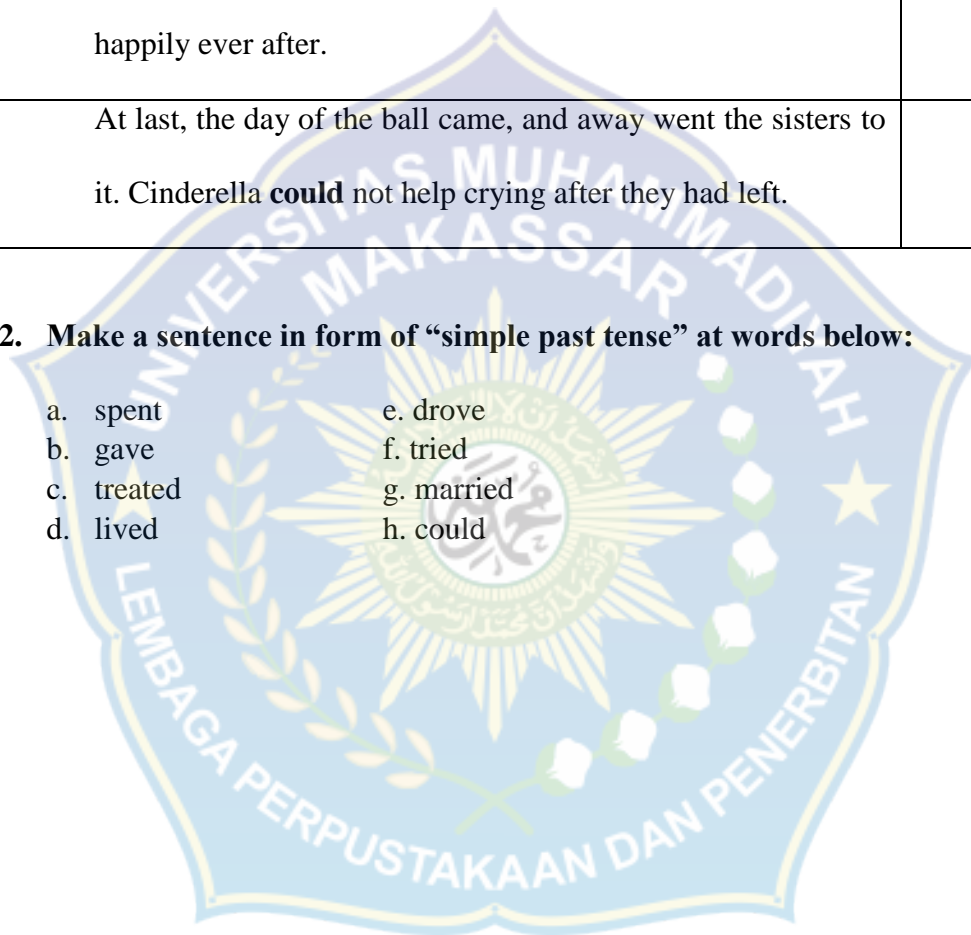 happily ever after.
At last, the day of the ball came, and away went the sisters to
it. Cinderella could not help crying after they had left.
2. Make a sentence in form of “simple past tense” at words below:
a. spent e. drove
b. gave f. tried
c. treated g. married
d. lived h. could
UNIVERSITAS MUHAMMADIYAH
MAKASSAR
LEMBAGA PERPUSTAKAAN DAN PENERBITAN